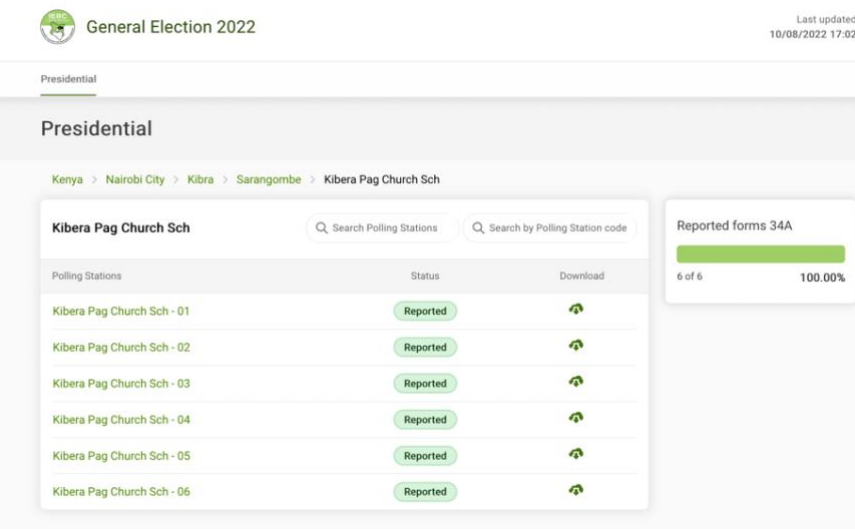 IEBC
General Election 2022
Last updated
10/08/2022 17:02
Presidential
Presidential
Kenya > Nairobi City > Kibra > Sarangombe > Kibera Pag Church Sch
Kibera Pag Church Sch
Search Polling Stations
Search by Polling Station code
Polling Stations Status Download
Kibera Pag Church Sch - 01 Reported
Kibera Pag Church Sch - 02 Reported
Kibera Pag Church Sch - 03 Reported
Kibera Pag Church Sch - 04 Reported
Kibera Pag Church Sch - 05 Reported
Kibera Pag Church Sch - 06 Reported
Reported forms 34A
6 of 6 100.00%